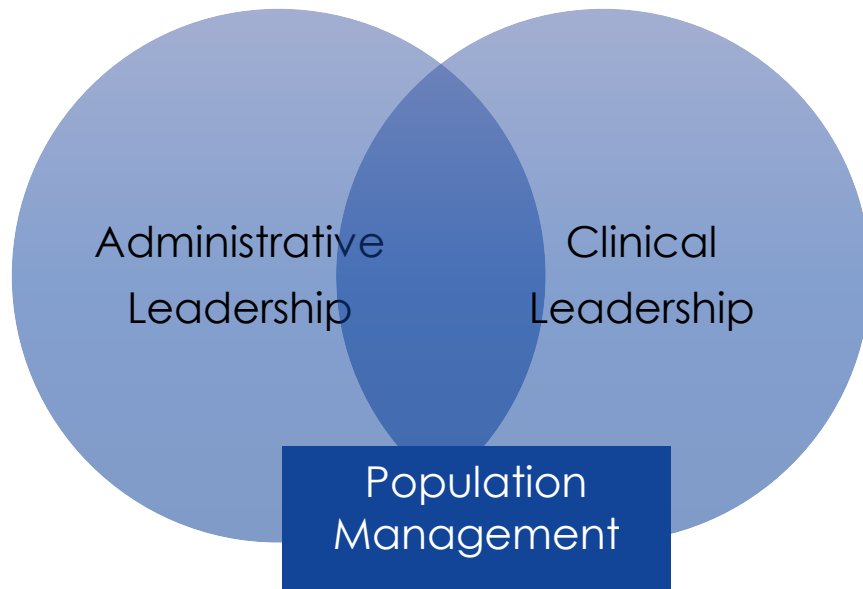 Administrative
Leadership
Clinical
Leadership
Population
Management